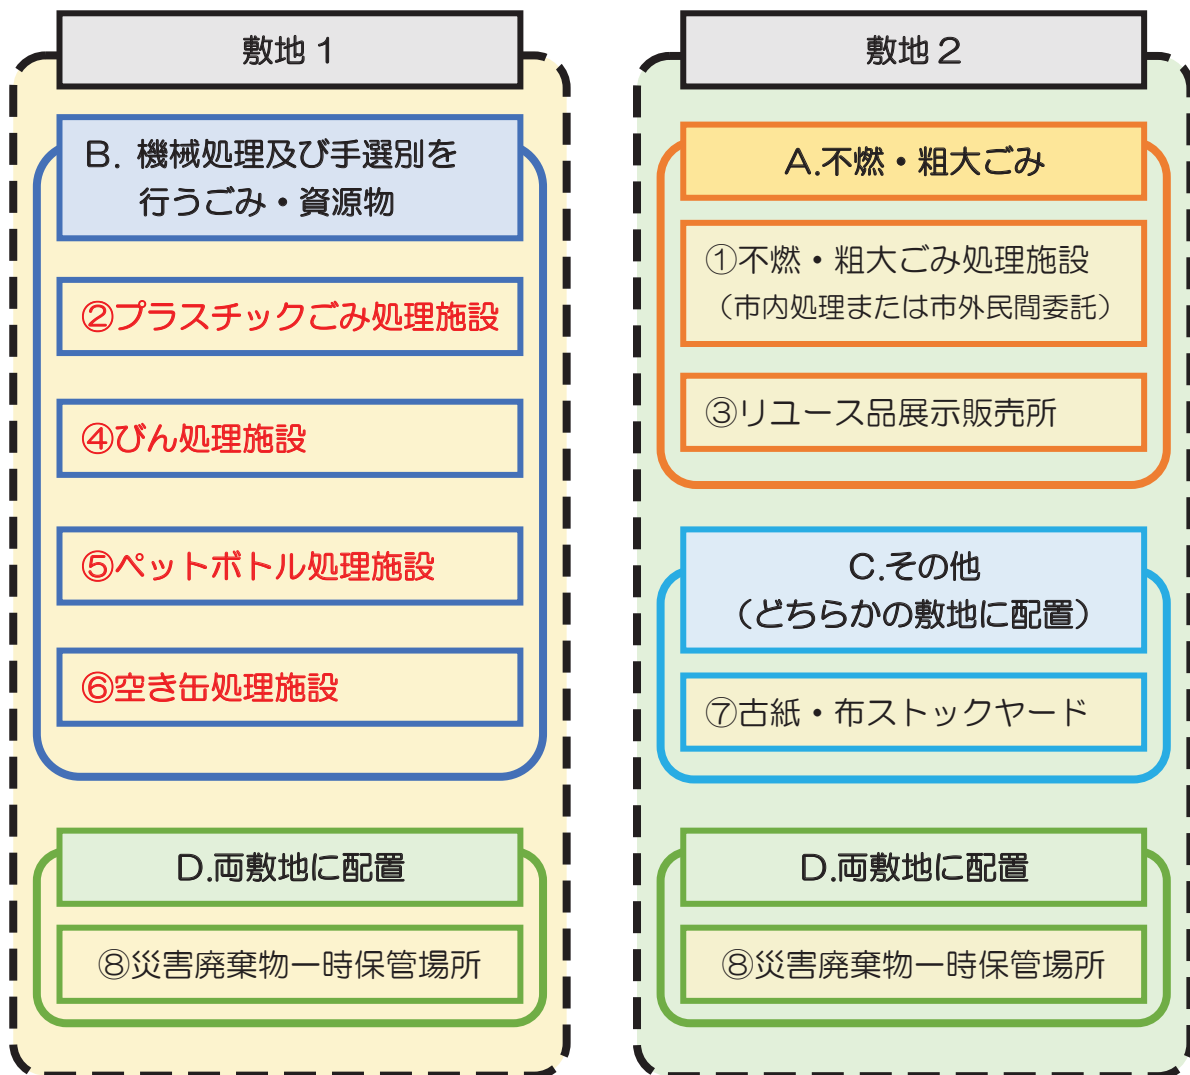 敷地1
B. 機械処理及び手選別を
行うごみ・資源物
②プラスチックごみ処理施設
④びん処理施設
⑤ペットボトル処理施設
⑥空き缶処理施設
D.両敷地に配置
⑧災害廃棄物一時保管場所
敷地2
A.不燃・粗大ごみ
①不燃・粗大ごみ処理施設
（市内処理または市外民間委託）
③リユース品展示販売所
C.その他
（どちらかの敷地に配置）
⑦古紙・布ストックヤード
D.両敷地に配置
⑧災害廃棄物一時保管場所